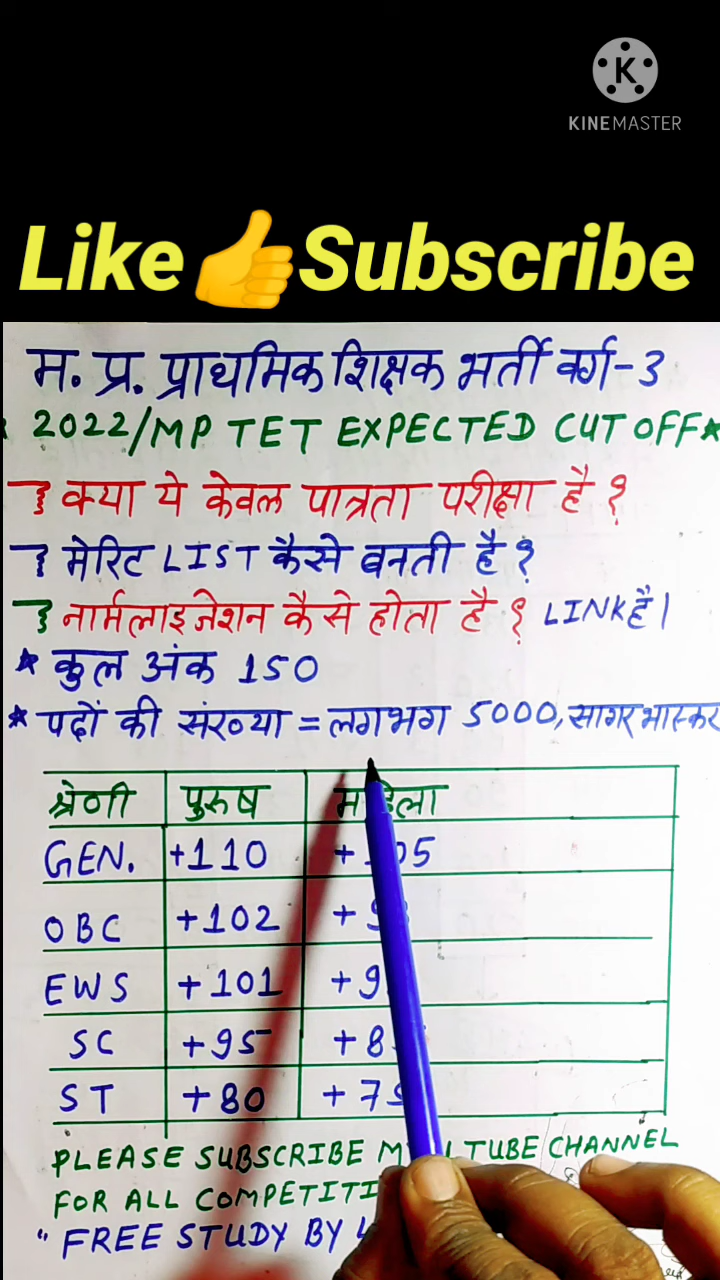 K
KINEMASTER
Like👍Subscribe
म. प्र. प्राथमिक शिक्षक भर्ती वर्ग-3
2022/MP TET EXPECTED CUT OFF★
क्या ये केवल पात्रता परीक्षा है ?
मेरिट LIST कैसे बनती है ?
नार्मलाइजेशन कैसे होता है ? LINK है।
★ कुल अंक 150
★ पदों की संख्या = लगभग 5000, सागर भास्कर
श्रेणी पुरुष महिला
GEN. +110 +105
OBC +102
EWS +101
SC +95
ST +80
PLEASE SUBSCRIBE TUBE CHANNEL
FOR ALL
"FREE STUDY BY